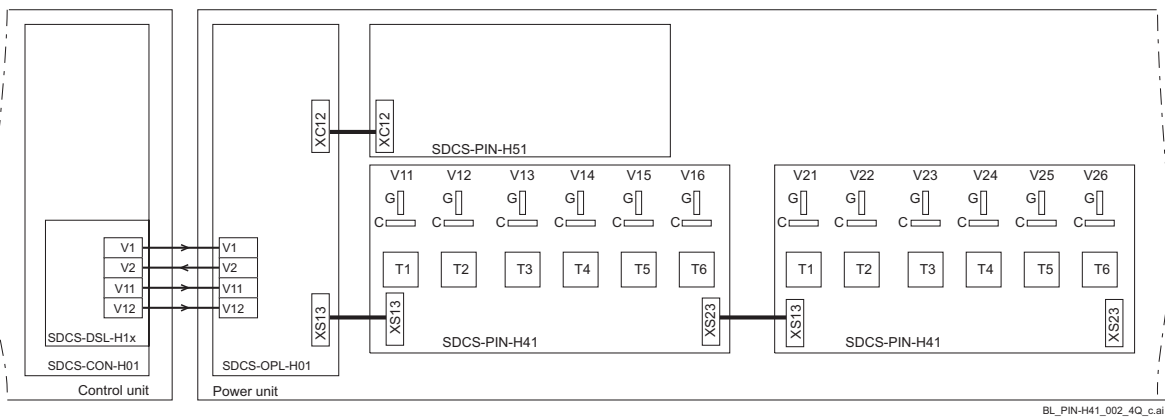 XC12
XC12
SDCS-PIN-H51
V11 V12 V13 V14 V15 V16
G G G G G G
C C C C C C
T1 T2 T3 T4 T5 T6
XS13
XS13
XS23
SDCS-PIN-H41
V21 V22 V23 V24 V25 V26
G G G G G G
C C C C C C
T1 T2 T3 T4 T5 T6
XS13
XS23
SDCS-PIN-H41
V1 V1
V2 V2
V11 V11
V12 V12
SDCS-DSL-H1x
SDCS-CON-H01
SDCS-OPL-H01
Control unit
Power unit
BL_PIN-H41_002_4Q_c.ai